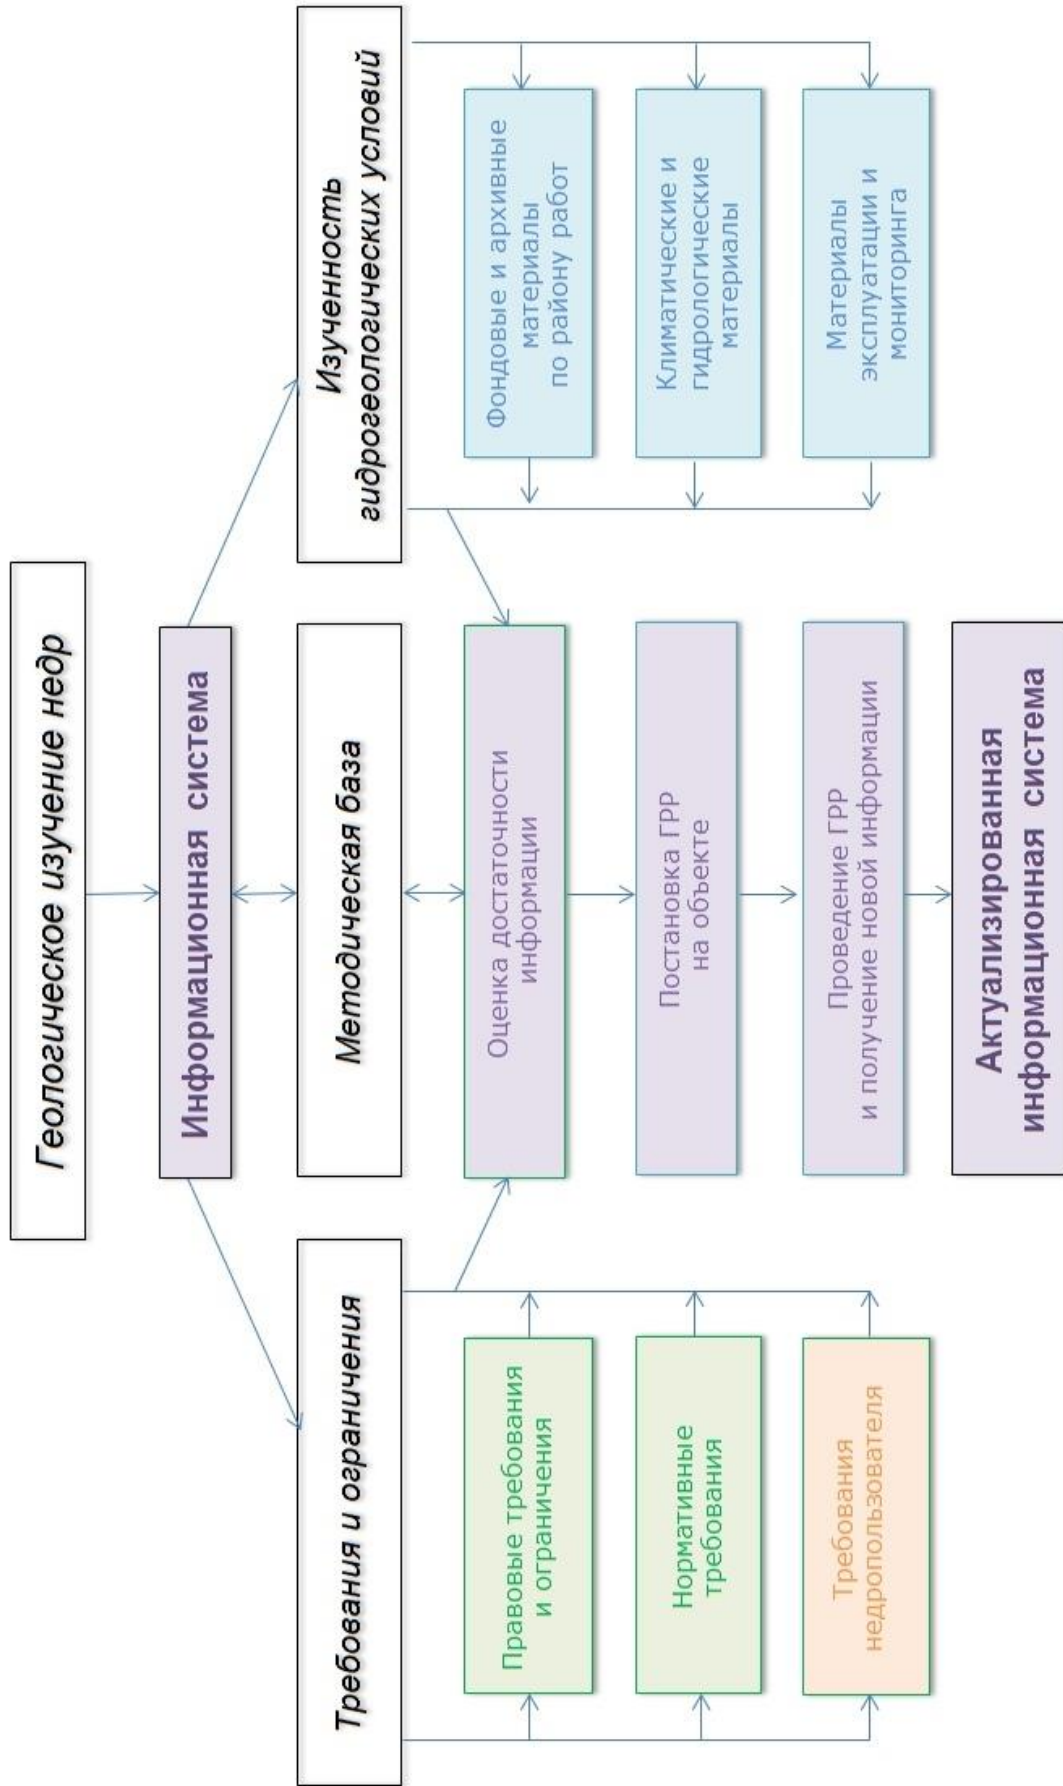 Геологическое изучение недр
Информационная система
Требования и ограничения
Методическая база
Изученность
гидрогеологических условий
Правовые требования
и ограничения
Оценка достаточности
информации
Фондовые и архивные
материалы
по району работ
Нормативные
требования
Постановка ГРР
на объекте
Климатические и
гидрологические
материалы
Требования
недропользователя
Проведение ГРР
и получение новой информации
Материалы
эксплуатации и
мониторинга
Актуализированная
информационная система